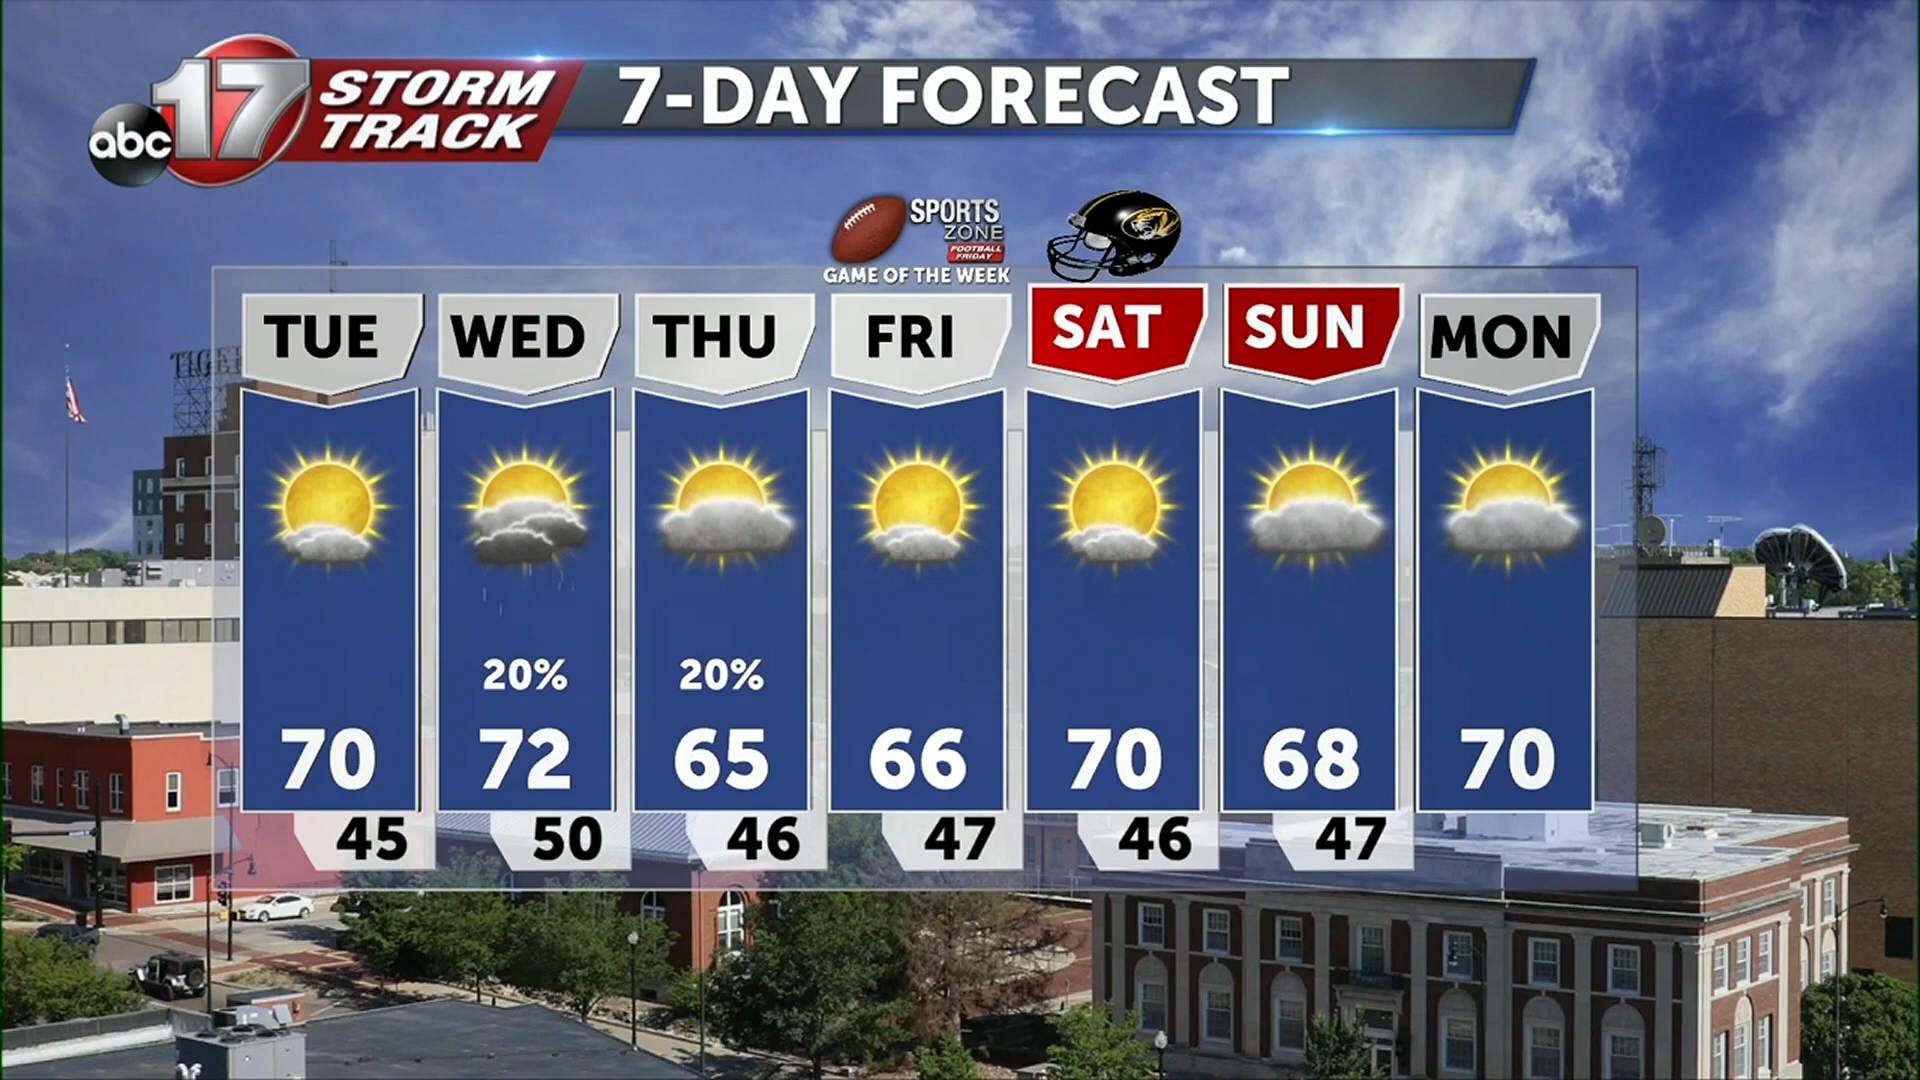 abc 17 STORM TRACK
7-DAY FORECAST
SPORTS
ZONE
FOOTBALL
FRIDAY
GAME OF THE WEEK
TUE WED THU FRI SAT SUN MON
TIGER
20% 20%
70 72 65 66 70 68 70
45 50 46 47 46 47